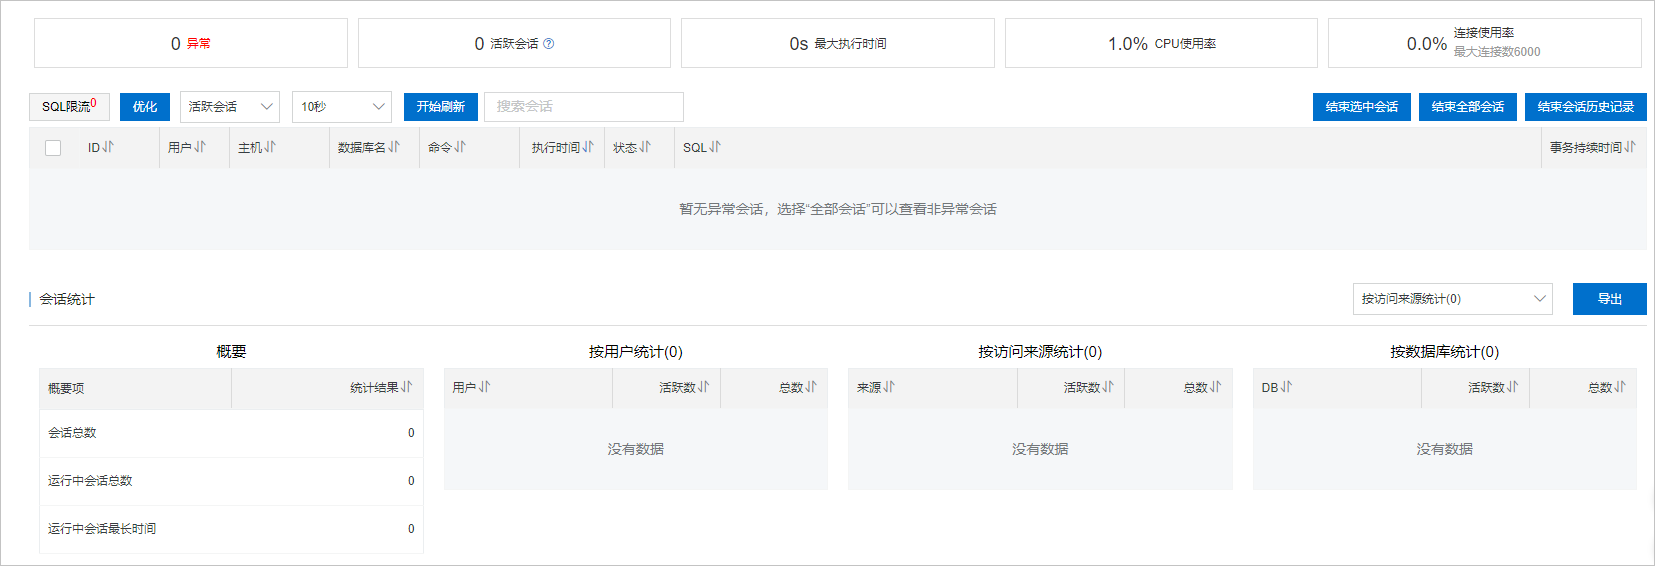 0 异常
0 活跃会话
0s 最大执行时间
1.0% CPU使用率
0.0% 连接使用率
最大连接数6000
SQL限流0
优化
活跃会话
10秒
开始刷新
搜索会话
结束选中会话
结束全部会话
结束会话历史记录
ID 用户 主机 数据库名 命令 执行时间 状态 SQL 事务持续时间
暂无异常会话，选择“全部会话”可以查看非异常会话
会话统计
按访问来源统计(0)
导出
概要
概要项 统计结果
会话总数 0
运行中会话总数 0
运行中会话最长时间 0
按用户统计(0)
用户 活跃数 总数
没有数据
按访问来源统计(0)
来源 活跃数 总数
没有数据
按数据库统计(0)
DB 活跃数 总数
没有数据